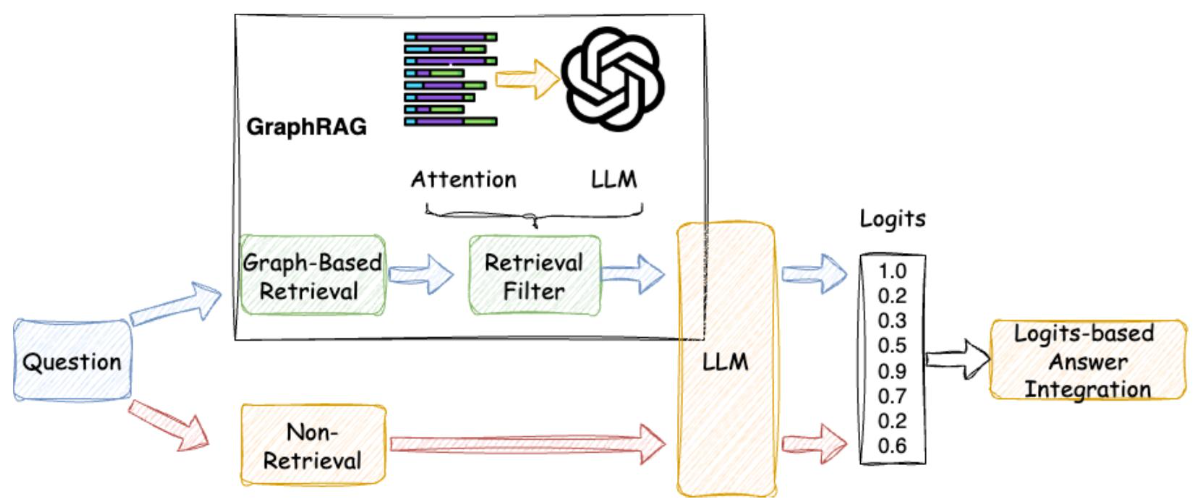 GraphRAG
Attention
LLM
Graph-Based
Retrieval
Retrieval
Filter
Question
Non-
Retrieval
LLM
Logits
1.0
0.2
0.3
0.5
0.9
0.7
0.2
0.6
Logits-based
Answer
Integration